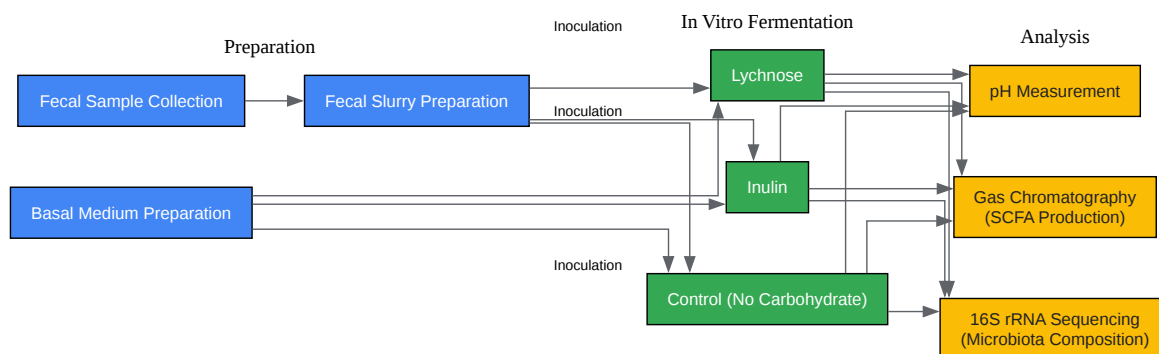 Inoculation
In Vitro Fermentation
Preparation
Analysis
Lychnose
Fecal Sample Collection
Fecal Slurry Preparation
pH Measurement
Inoculation
Inulin
Basal Medium Preparation
Gas Chromatography
(SCFA Production)
Inoculation
Control (No Carbohydrate)
16S rRNA Sequencing
(Microbiota Composition)